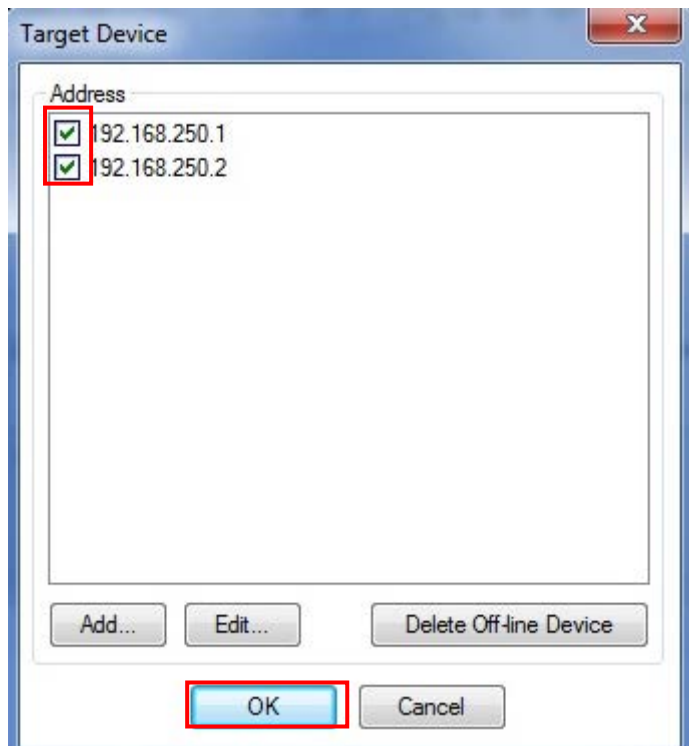 Target Device
Address
192.168.250.1
192.168.250.2
Add... Edit... Delete Off-line Device
OK Cancel